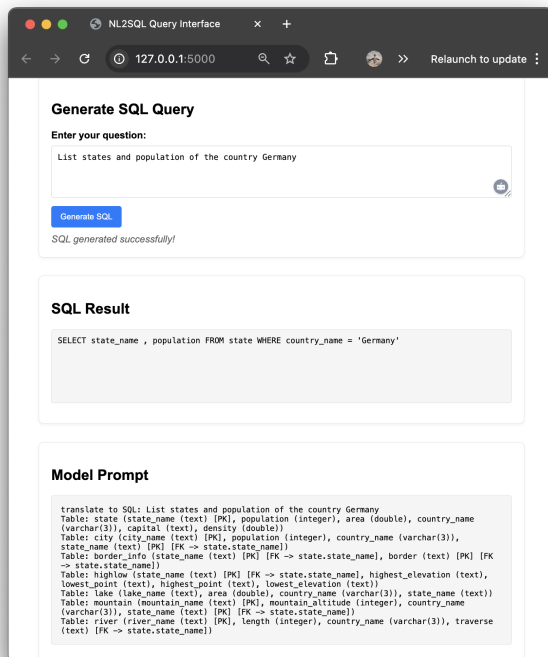 NL2SQL Query Interface
127.0.0.1:5000
Relaunch to update
Generate SQL Query
Enter your question:
List states and population of the country Germany
Generate SQL
SQL generated successfully!
SQL Result
SELECT state_name , population FROM state WHERE country_name = 'Germany'
Model Prompt
translate to SQL: List states and population of the country Germany
Table: state (state_name (text) [PK], population (integer), area (double), country_name
(varchar(3)), capital (text), density (double))
Table: city (city_name (text) [PK], population (integer), country_name (varchar(3)),
state_name (text) [PK] [FK -> state.state_name])
Table: border_info (state_name (text) [PK] [FK -> state.state_name], border (text) [PK] [FK
-> state.state_name])
Table: highlow (state_name (text) [PK] [FK -> state.state_name], highest_elevation (text),
lowest_point (text), highest_point (text), lowest_elevation (text))
Table: lake (lake_name (text), area (double), country_name (varchar(3)), state_name (text))
Table: mountain (mountain_name (text) [PK], mountain_altitude (integer), country_name
(varchar(3)), state_name (text) [PK] [FK -> state.state_name])
Table: river (river_name (text) [PK], length (integer), country_name (varchar(3)), traverse
(text) [FK -> state.state_name])